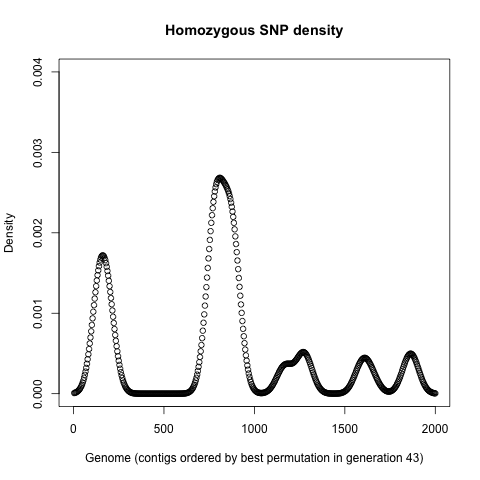 Homozygous SNP density
Density
0.004
0.003
0.002
0.001
0.000
0 500 1000 1500 2000
Genome (contigs ordered by best permutation in generation 43)